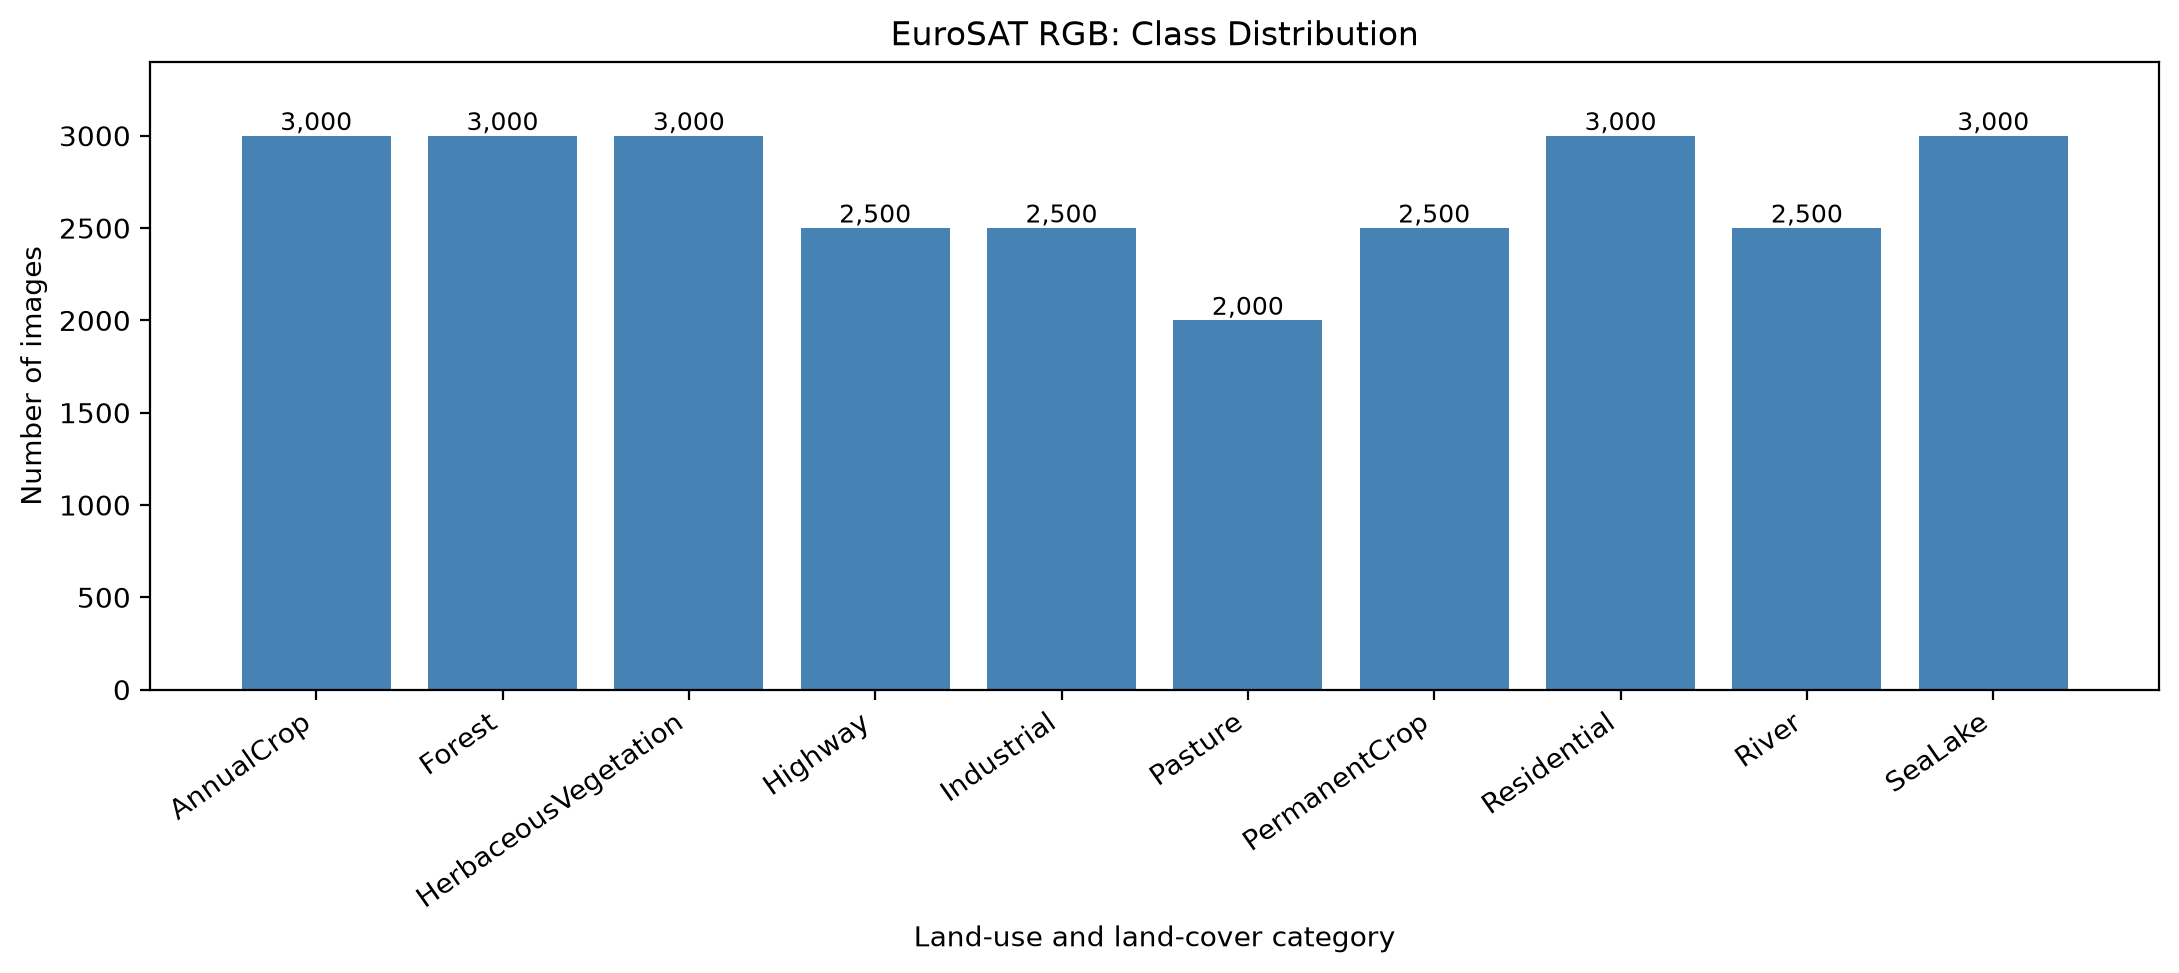 EuroSAT RGB: Class Distribution
Number of images
3000
2500
2000
1500
1000
500
0
3,000
3,000
3,000
2,500
2,500
2,000
2,500
3,000
2,500
3,000
AnnualCrop
Forest
HerbaceousVegetation
Highway
Industrial
Pasture
PermanentCrop
Residential
River
SeaLake
Land-use and land-cover category